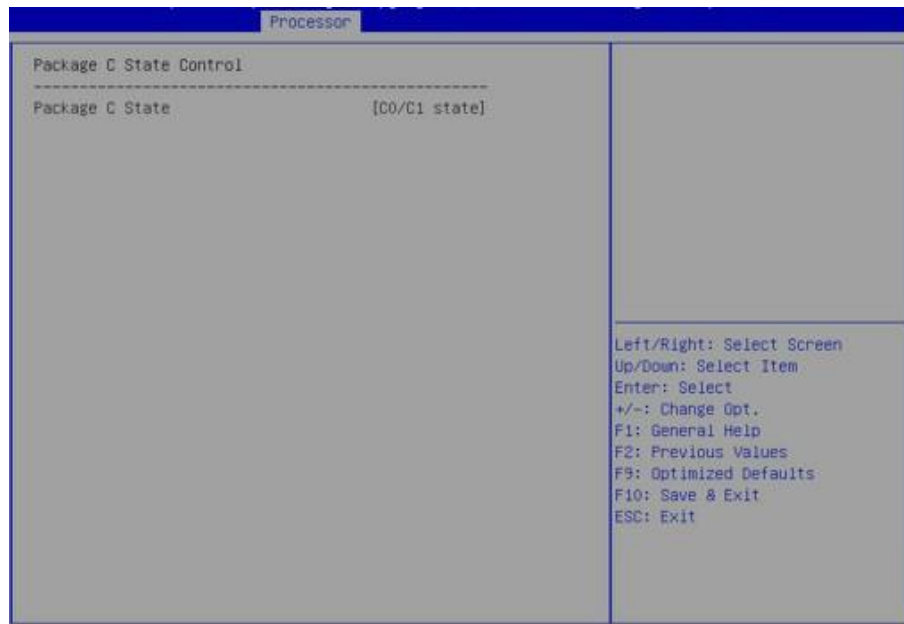 Processor
Package C State Control
Package C State [C0/C1 state]
Left/Right: Select Screen
Up/Down: Select Item
Enter: Select
+/-: Change Opt.
F1: General Help
F2: Previous Values
F9: Optimized Defaults
F10: Save & Exit
ESC: Exit